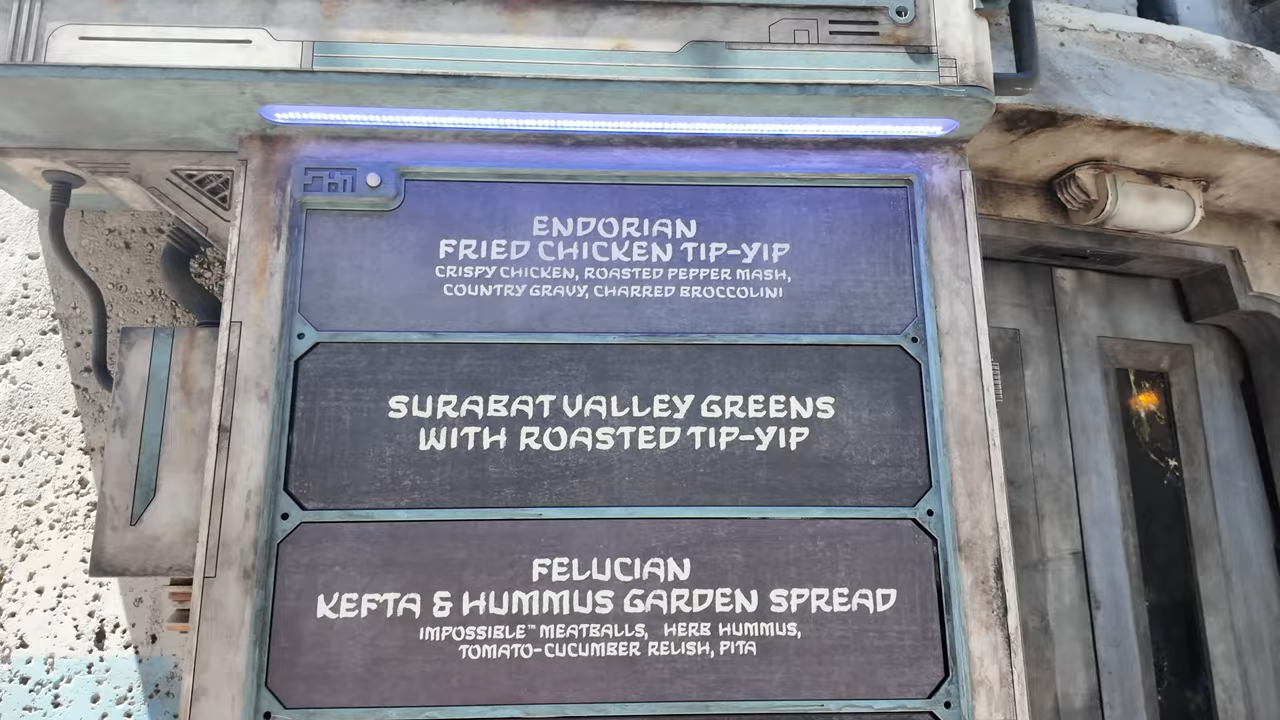 ENDORIAN
FRIED CHICKEN TIP-YIP
CRISPY CHICKEN, ROASTED PEPPER MASH,
COUNTRY GRAVY, CHARRED BROCCOLINI
SURABAT VALLEY GREENS
WITH ROASTED TIP-YIP
FELUCIAN
KEFTA & HUMMUS GARDEN SPREAD
IMPOSSIBLE™ MEATBALLS, HERB HUMMUS,
TOMATO-CUCUMBER RELISH, PITA